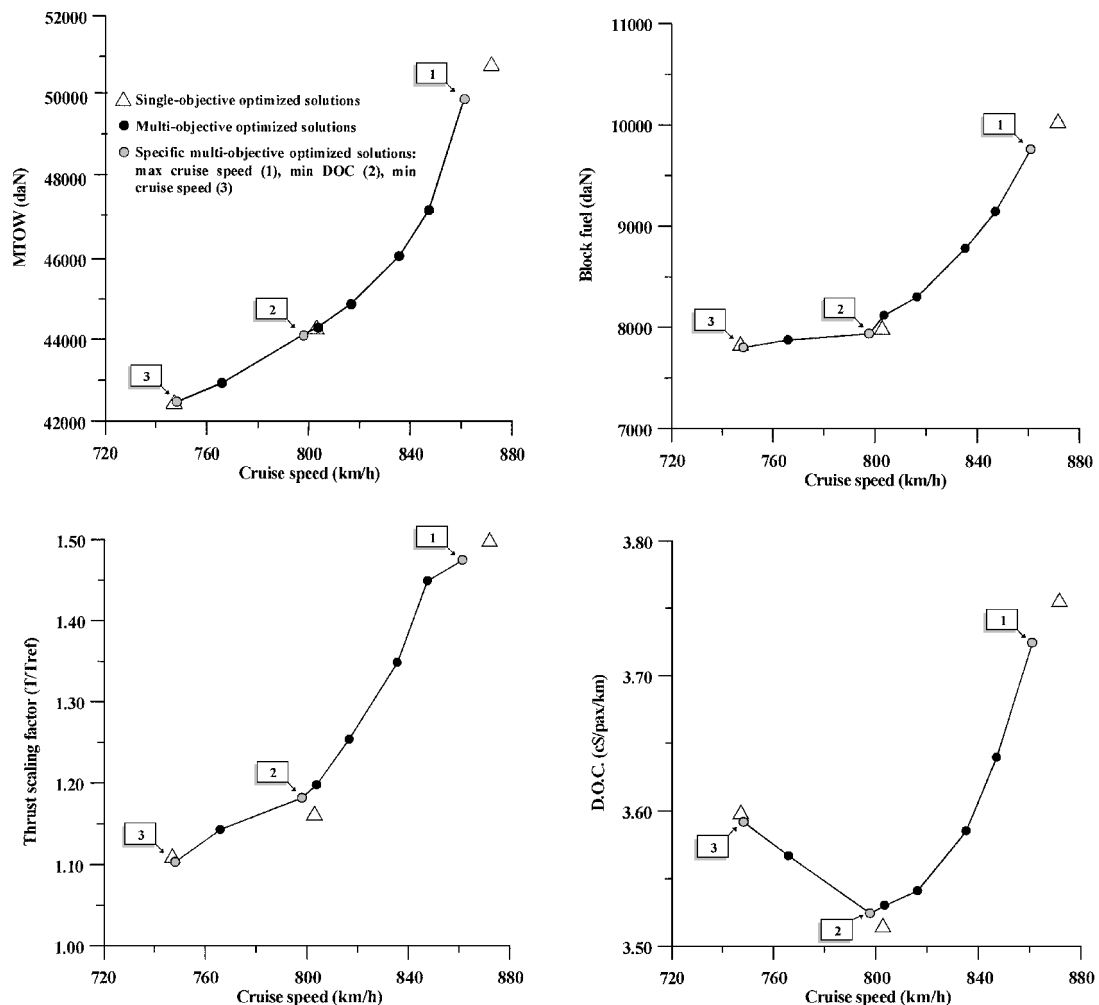 52000
50000
48000
46000
44000
42000
MTOW (daN)
1
Single-objective optimized solutions
Multi-objective optimized solutions
Specific multi-objective optimized solutions:
max cruise speed (1), min DOC (2), min
cruise speed (3)
2
3
720 760 800 840 880
Cruise speed (km/h)
11000
10000
9000
8000
7000
Block fuel (daN)
1
2
3
720 760 800 840 880
Cruise speed (km/h)
1.50
1.40
1.30
1.20
1.10
1.00
Thrust scaling factor (T/Tref)
1
2
3
720 760 800 840 880
Cruise speed (km/h)
3.80
3.70
3.60
3.50
D.O.C. (cS/pax/km)
1
3
2
720 760 800 840 880
Cruise speed (km/h)